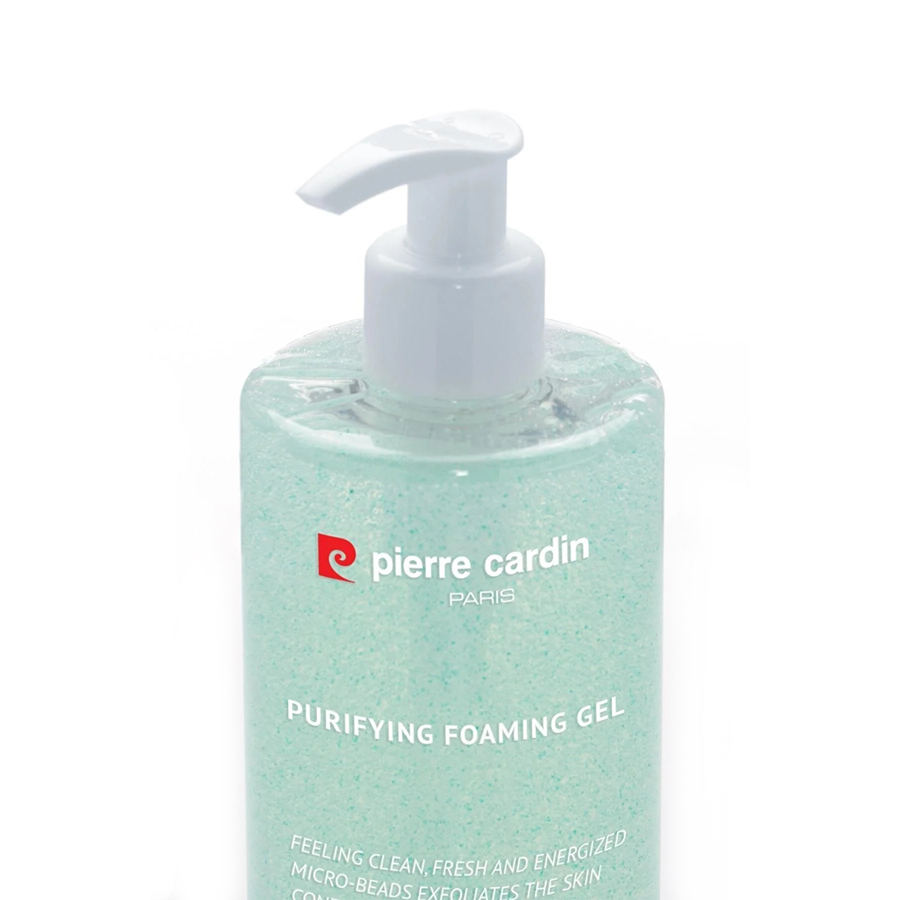 pierre cardin
PARIS
PURIFYING FOAMING GEL
FEELING CLEAN, FRESH AND ENERGIZED
MICRO-BEADS EXFOLIATES THE SKIN